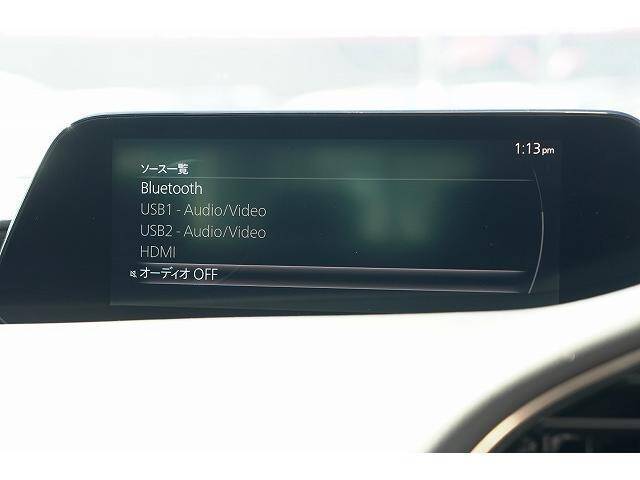 1:13pm
ソース一覧
Bluetooth
USB1 - Audio/Video
USB2 - Audio/Video
HDMI
オーディオ OFF